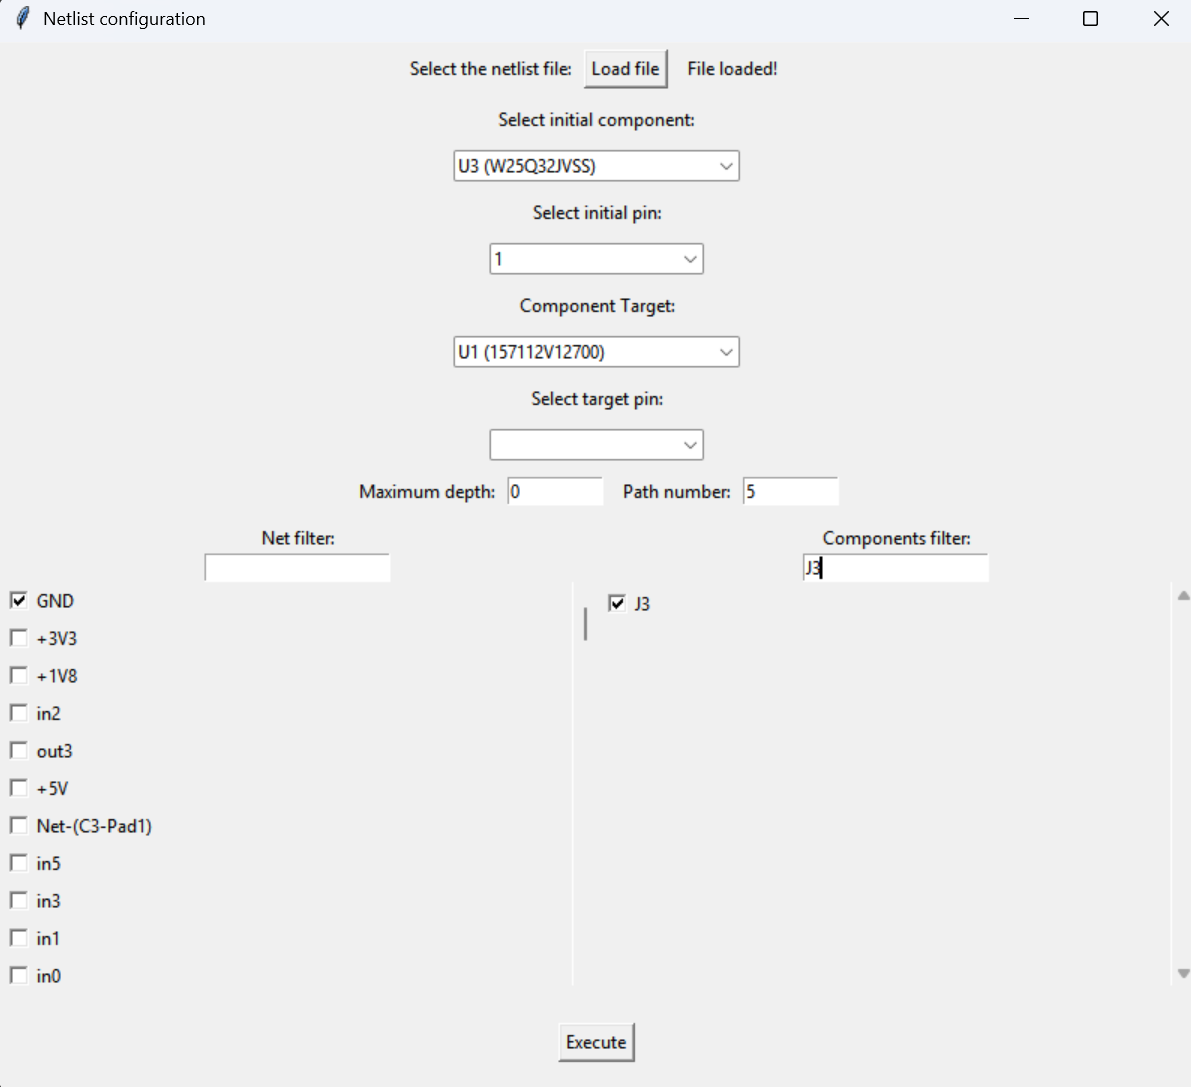 Netlist configuration
Select the netlist file: Load file File loaded!
Select initial component:
U3 (W25Q32JVSS)
Select initial pin:
1
Component Target:
U1 (157112V12700)
Select target pin:
Maximum depth: 0 Path number: 5
Net filter:
Components filter:
J3
GND
+3V3
+1V8
in2
out3
+5V
Net-(C3-Pad1)
in5
in3
in1
in0
J3
Execute